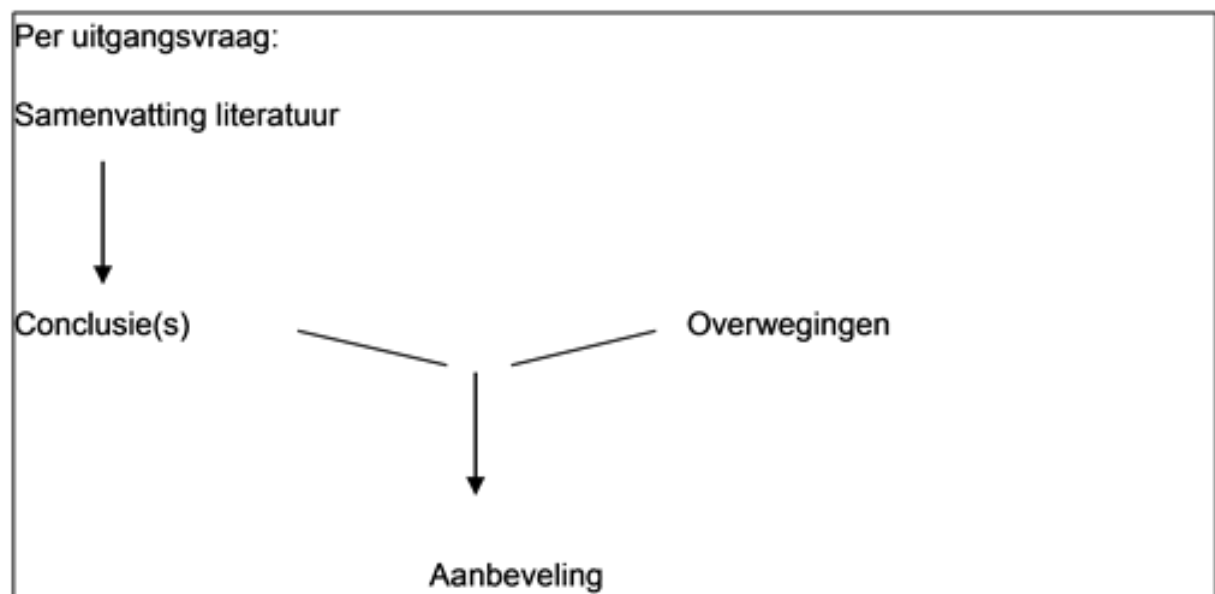 Per uitgangsvraag:
Samenvatting literatuur
Conclusie(s) Overwegingen
Aanbeveling